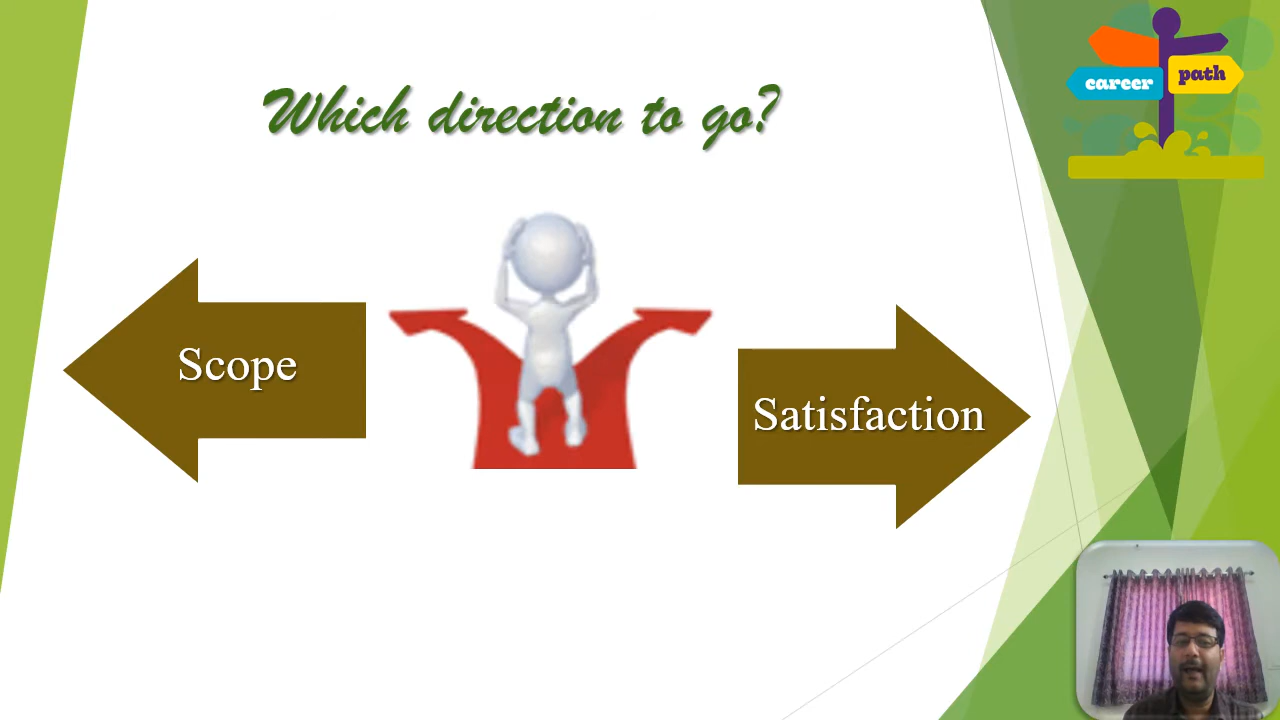 Which direction to go?
career
path
Scope
Satisfaction